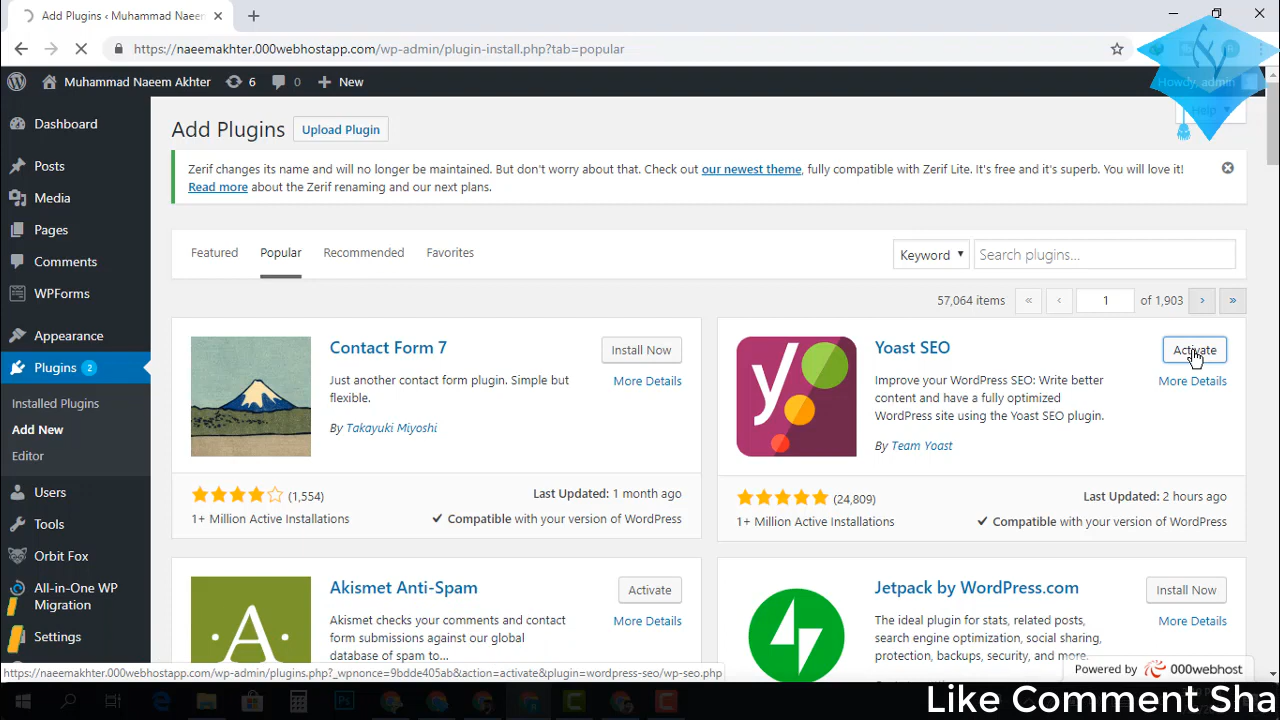 Add Plugins ‹ Muhammad Naeem
https://naeemakhter.000webhostapp.com/wp-admin/plugin-install.php?tab=popular
Muhammad Naeem Akhter 6 0 New Howdy, admin
Help
Dashboard
Posts
Media
Pages
Comments
WPForms
Appearance
Plugins 2
Installed Plugins
Add New
Editor
Users
Tools
Orbit Fox
All-in-One WP
Migration
Settings
Add Plugins Upload Plugin
Zerif changes its name and will no longer be maintained. But don't worry about that. Check out our newest theme, fully compatible with Zerif Lite. It's free and it's superb. You will love it!
Read more about the Zerif renaming and our next plans.
Featured Popular Recommended Favorites Keyword Search plugins...
57,064 items « ‹ 1 of 1,903 › »
Contact Form 7
Install Now
More Details
Just another contact form plugin. Simple but
flexible.
By Takayuki Miyoshi
(1,554)
1+ Million Active Installations
Last Updated: 1 month ago
Compatible with your version of WordPress
Yoast SEO
Activate
More Details
Improve your WordPress SEO: Write better
content and have a fully optimized
WordPress site using the Yoast SEO plugin.
By Team Yoast
(24,809)
1+ Million Active Installations
Last Updated: 2 hours ago
Compatible with your version of WordPress
Akismet Anti-Spam
Activate
More Details
Akismet checks your comments and contact
form submissions against our global
database of spam to...
A
Jetpack by WordPress.com
Install Now
More Details
The ideal plugin for stats, related posts,
search engine optimization, social sharing,
protection, backups, security, and more.
https://naeemakhter.000webhostapp.com/wp-admin/plugins.php?_wpnonce=9bdde405ab&action=activate&plugin=wordpress-seo/wp-seo.php
Powered by 000webhost
Like Comment Sha